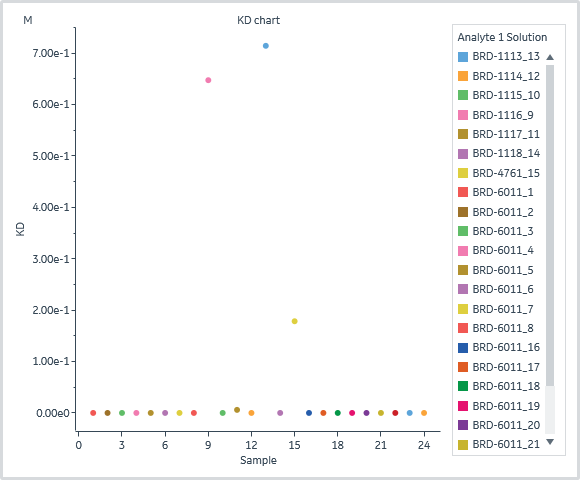 M
KD chart
7.00e-1
6.00e-1
5.00e-1
4.00e-1
3.00e-1
2.00e-1
1.00e-1
0.00e0
KD
0 3 6 9 12 15 18 21 24
Sample
Analyte 1 Solution
BRD-1113_13
BRD-1114_12
BRD-1115_10
BRD-1116_9
BRD-1117_11
BRD-1118_14
BRD-4761_15
BRD-6011_1
BRD-6011_2
BRD-6011_3
BRD-6011_4
BRD-6011_5
BRD-6011_6
BRD-6011_7
BRD-6011_8
BRD-6011_16
BRD-6011_17
BRD-6011_18
BRD-6011_19
BRD-6011_20
BRD-6011_21